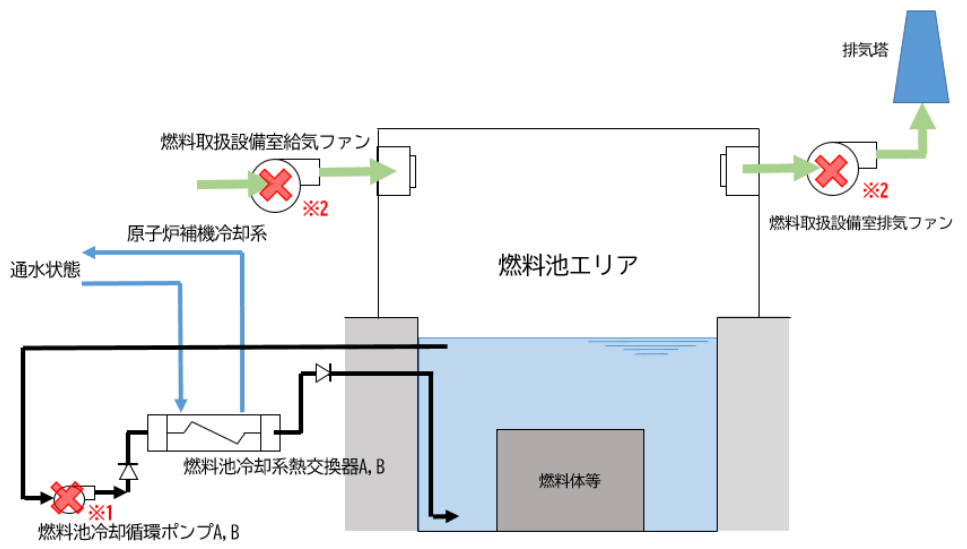 排気塔
燃料取扱設備室給気ファン
※2
※2
燃料取扱設備室排気ファン
原子炉補機冷却系
通水状態
燃料池エリア
燃料池冷却系熱交換器A,B
燃料体等
※1
燃料池冷却循環ポンプA,B